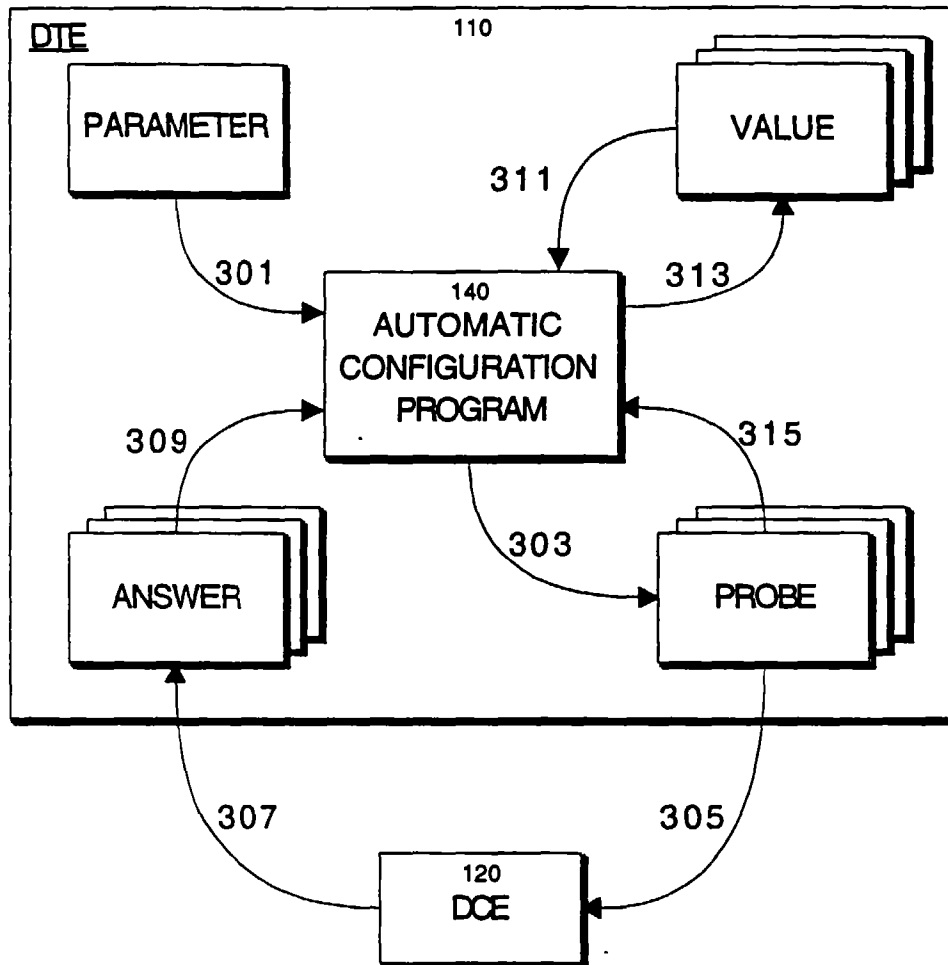 DTE
110
PARAMETER
VALUE
311
301
313
140
AUTOMATIC
CONFIGURATION
PROGRAM
309
315
303
ANSWER
PROBE
307
305
120
DCE